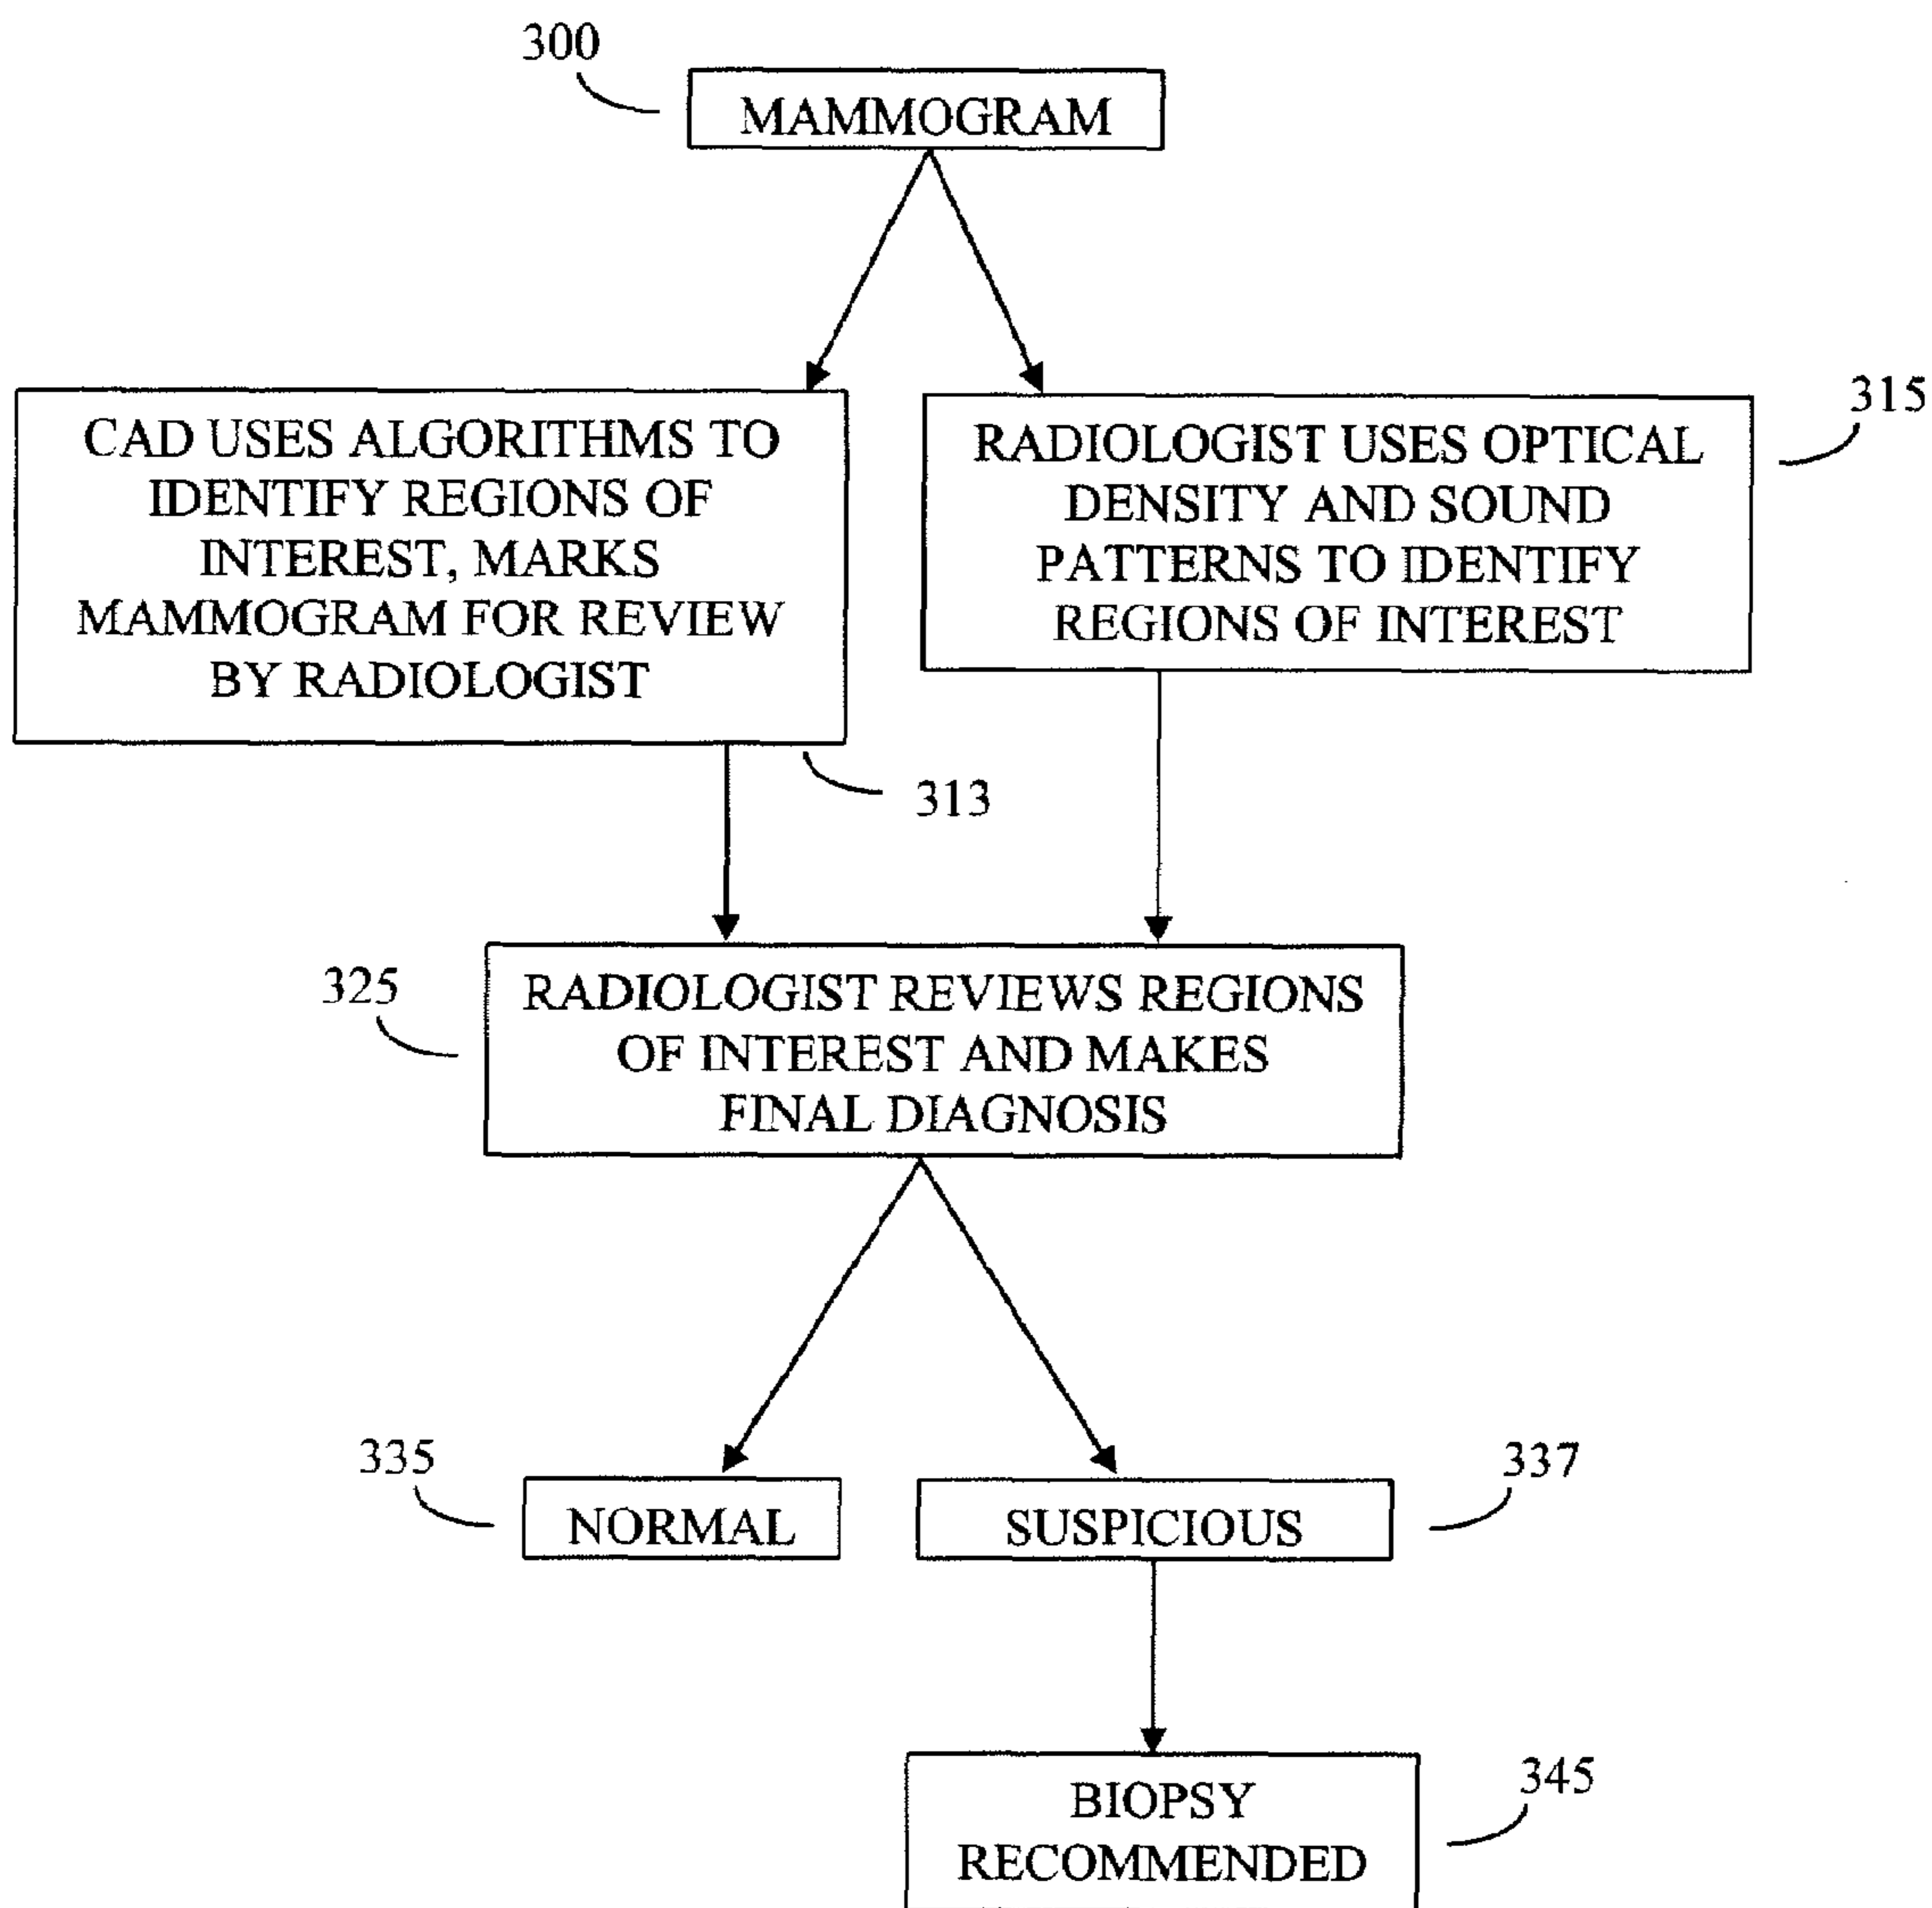 300
MAMMOGRAM
CAD USES ALGORITHMS TO
IDENTIFY REGIONS OF
INTEREST, MARKS
MAMMOGRAM FOR REVIEW
BY RADIOLOGIST
313
RADIOLOGIST USES OPTICAL
DENSITY AND SOUND
PATTERNS TO IDENTIFY
REGIONS OF INTEREST
315
325
RADIOLOGIST REVIEWS REGIONS
OF INTEREST AND MAKES
FINAL DIAGNOSIS
335
NORMAL
SUSPICIOUS
337
BIOPSY
RECOMMENDED
345